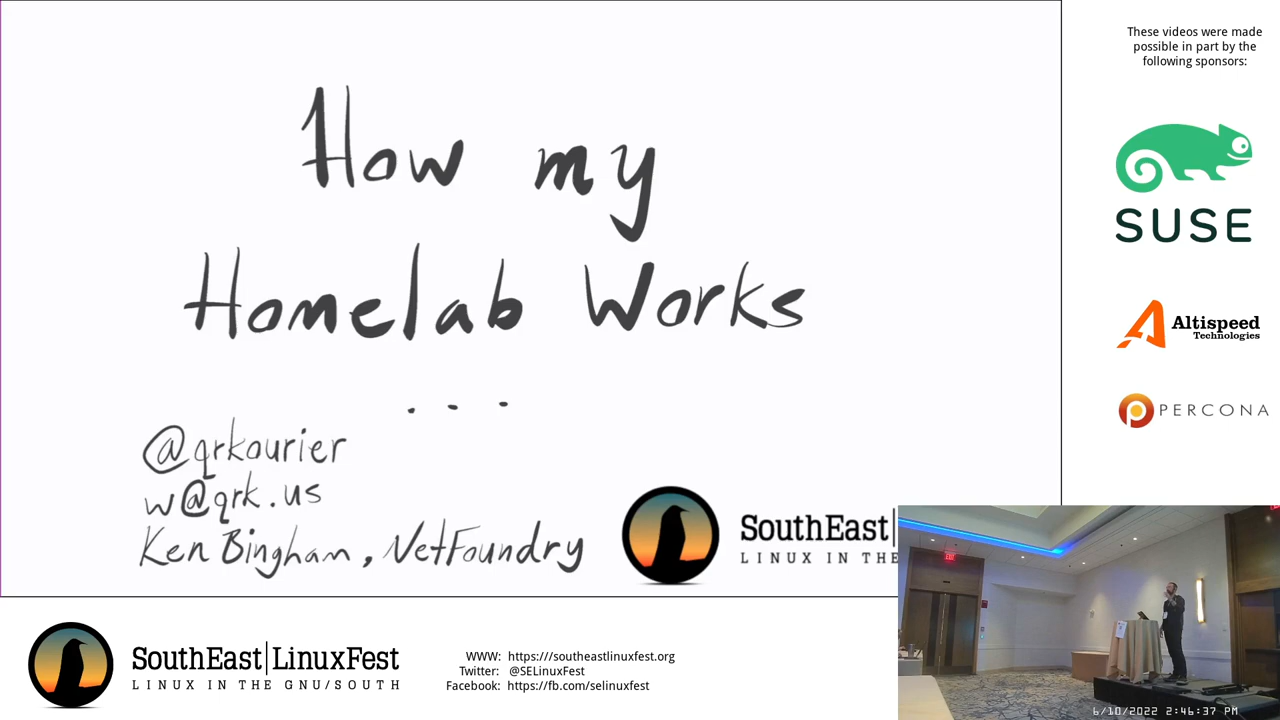 How my
Homelab Works
...
@qrkourier
w@qrk.us
Ken Bingham, NetFoundry
SouthEast
LINUX IN THE
These videos were made
possible in part by the
following sponsors:
SUSE
Altispeed
Technologies
PERCONA
SouthEast|LinuxFest
LINUX IN THE GNU/SOUTH
WWW: https://southeastlinuxfest.org
Twitter: @SELinuxFest
Facebook: https://fb.com/selinuxfest
6/10/2022 2:46:37 PM